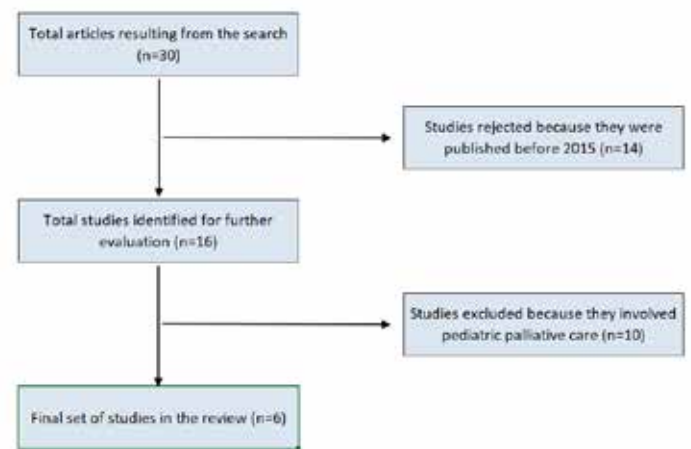 Total articles resulting from the search
(n=30)
Studies rejected because they were
published before 2015 (n=14)
Total studies identified for further
evaluation (n=16)
Studies excluded because they involved
pediatric palliative care (n=10)
Final set of studies in the review (n=6)